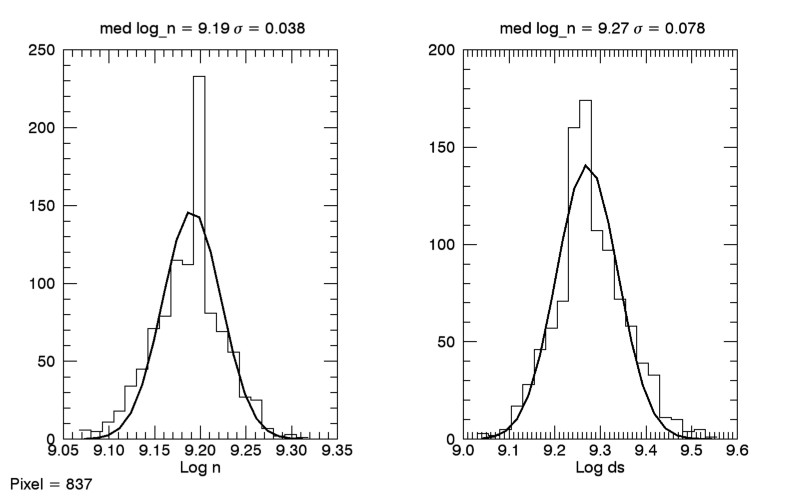 med log_n = 9.19 σ = 0.038
250
200
150
100
50
0
9.05 9.10 9.15 9.20 9.25 9.30 9.35
Log n
med log_n = 9.27 σ = 0.078
200
150
100
50
0
9.0 9.1 9.2 9.3 9.4 9.5 9.6
Log ds
Pixel = 837